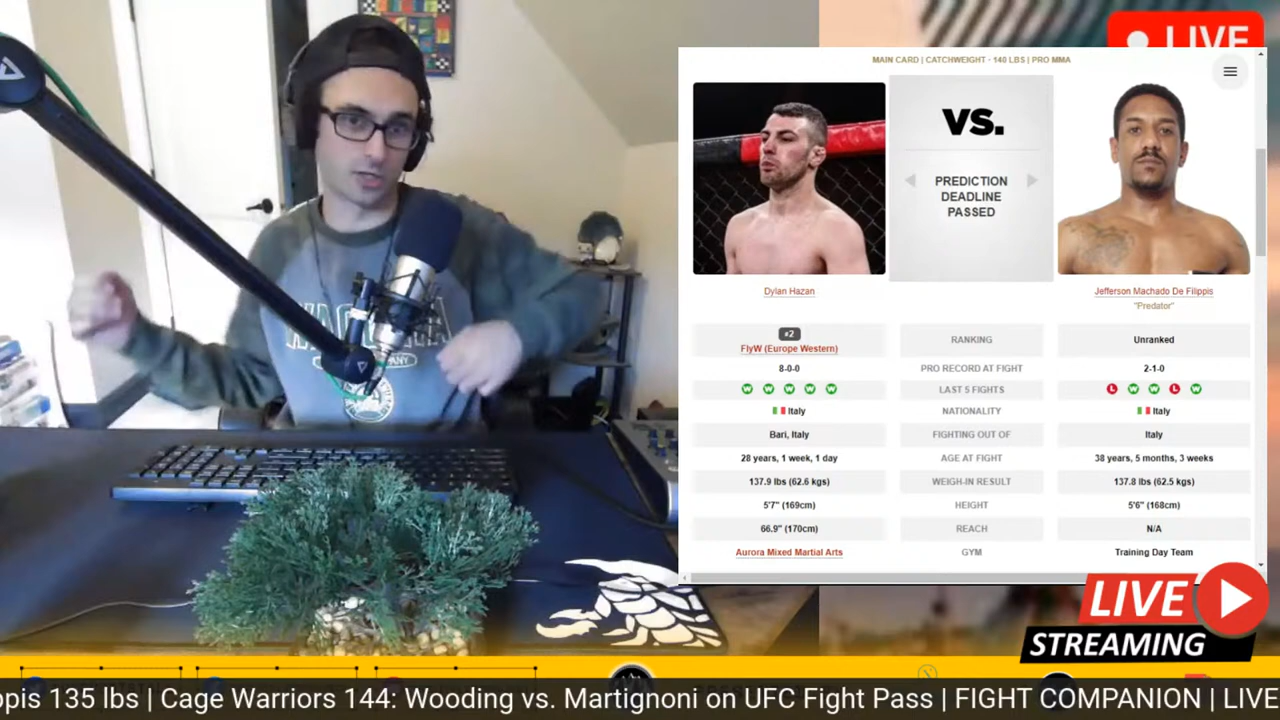 LIVE
MAIN CARD | CATCHWEIGHT - 140 LBS | PRO MMA
VS.
PREDICTION
DEADLINE
PASSED
Dylan Hazan
Jefferson Machado De Filippis
"Predator"
#2
FlyW (Europe Western)
RANKING
Unranked
8-0-0
PRO RECORD AT FIGHT
2-1-0
W W W W W
LAST 5 FIGHTS
L W W L W
Italy
NATIONALITY
Italy
Bari, Italy
FIGHTING OUT OF
Italy
28 years, 1 week, 1 day
AGE AT FIGHT
38 years, 5 months, 3 weeks
137.9 lbs (62.6 kgs)
WEIGH-IN RESULT
137.8 lbs (62.5 kgs)
5'7" (169cm)
HEIGHT
5'6" (168cm)
66.9" (170cm)
REACH
N/A
Aurora Mixed Martial Arts
GYM
Training Day Team
LIVE
STREAMING
ppis 135 lbs | Cage Warriors 144: Wooding vs. Martignoni on UFC Fight Pass | FIGHT COMPANION | LIVE